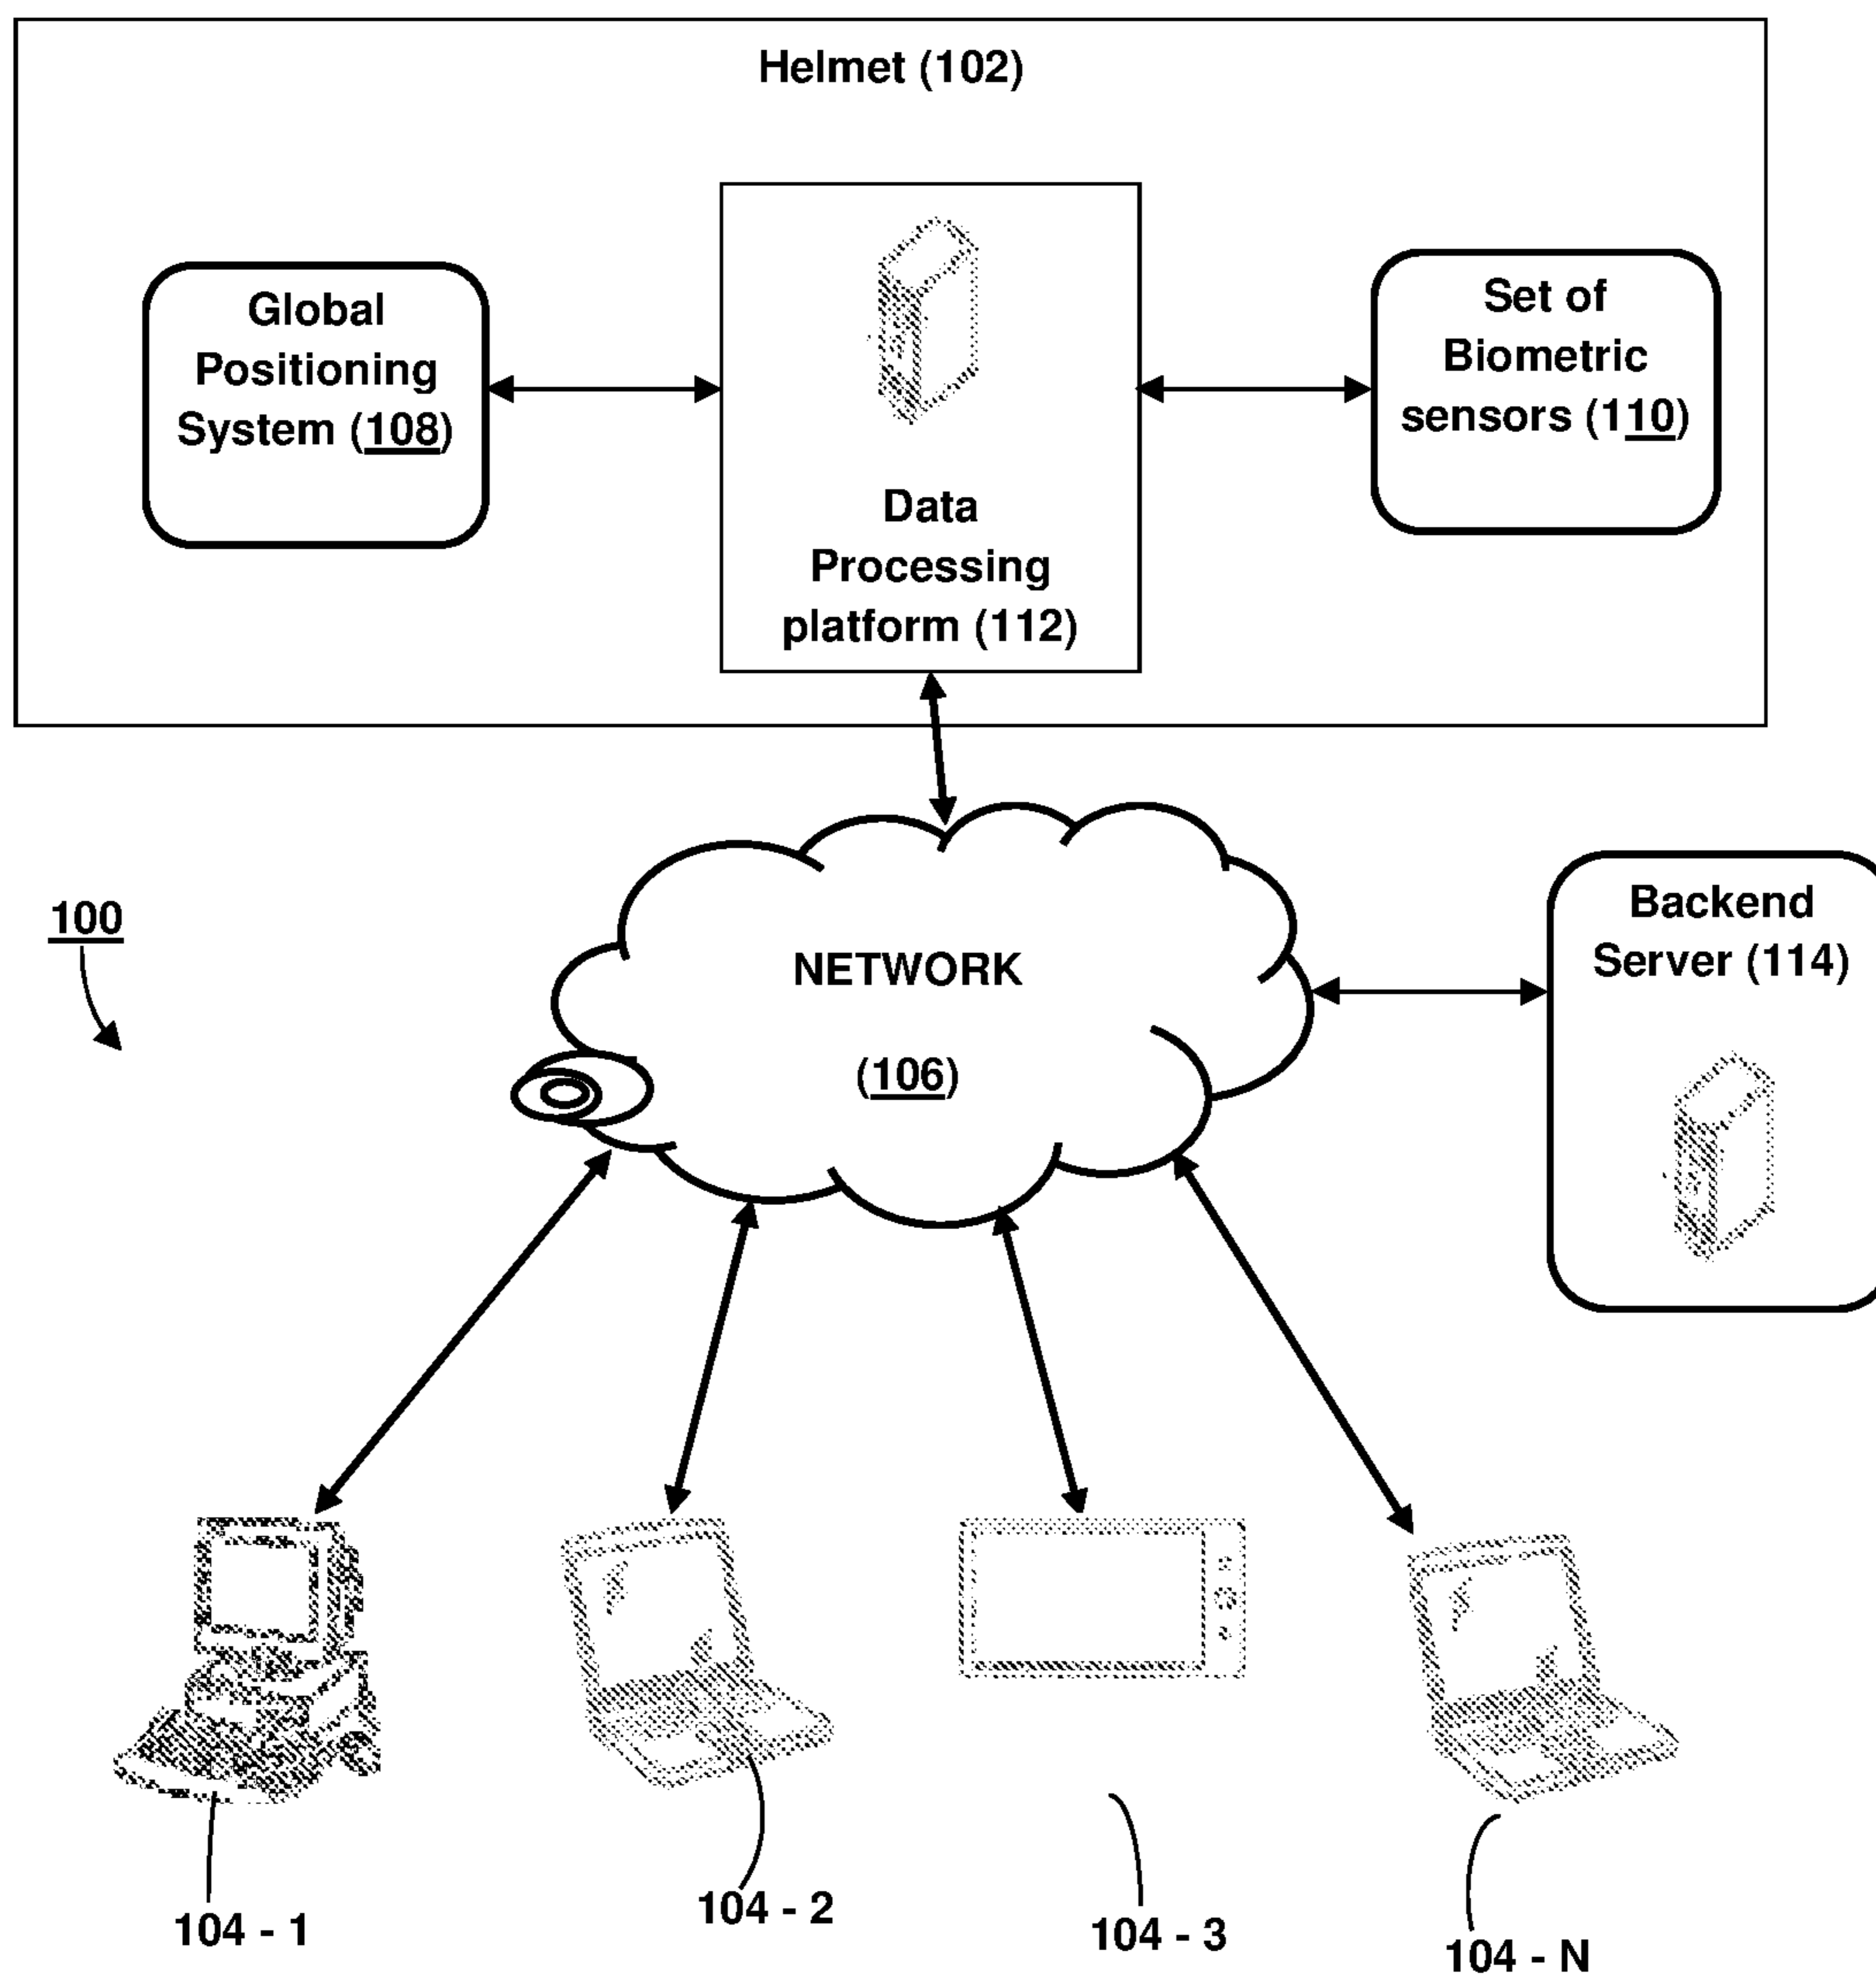 Helmet (102)
Global
Positioning
System (108)
Data
Processing
platform (112)
Set of
Biometric
sensors (110)
100
NETWORK
(106)
Backend
Server (114)
104 - 1
104 - 2
104 - 3
104 - N